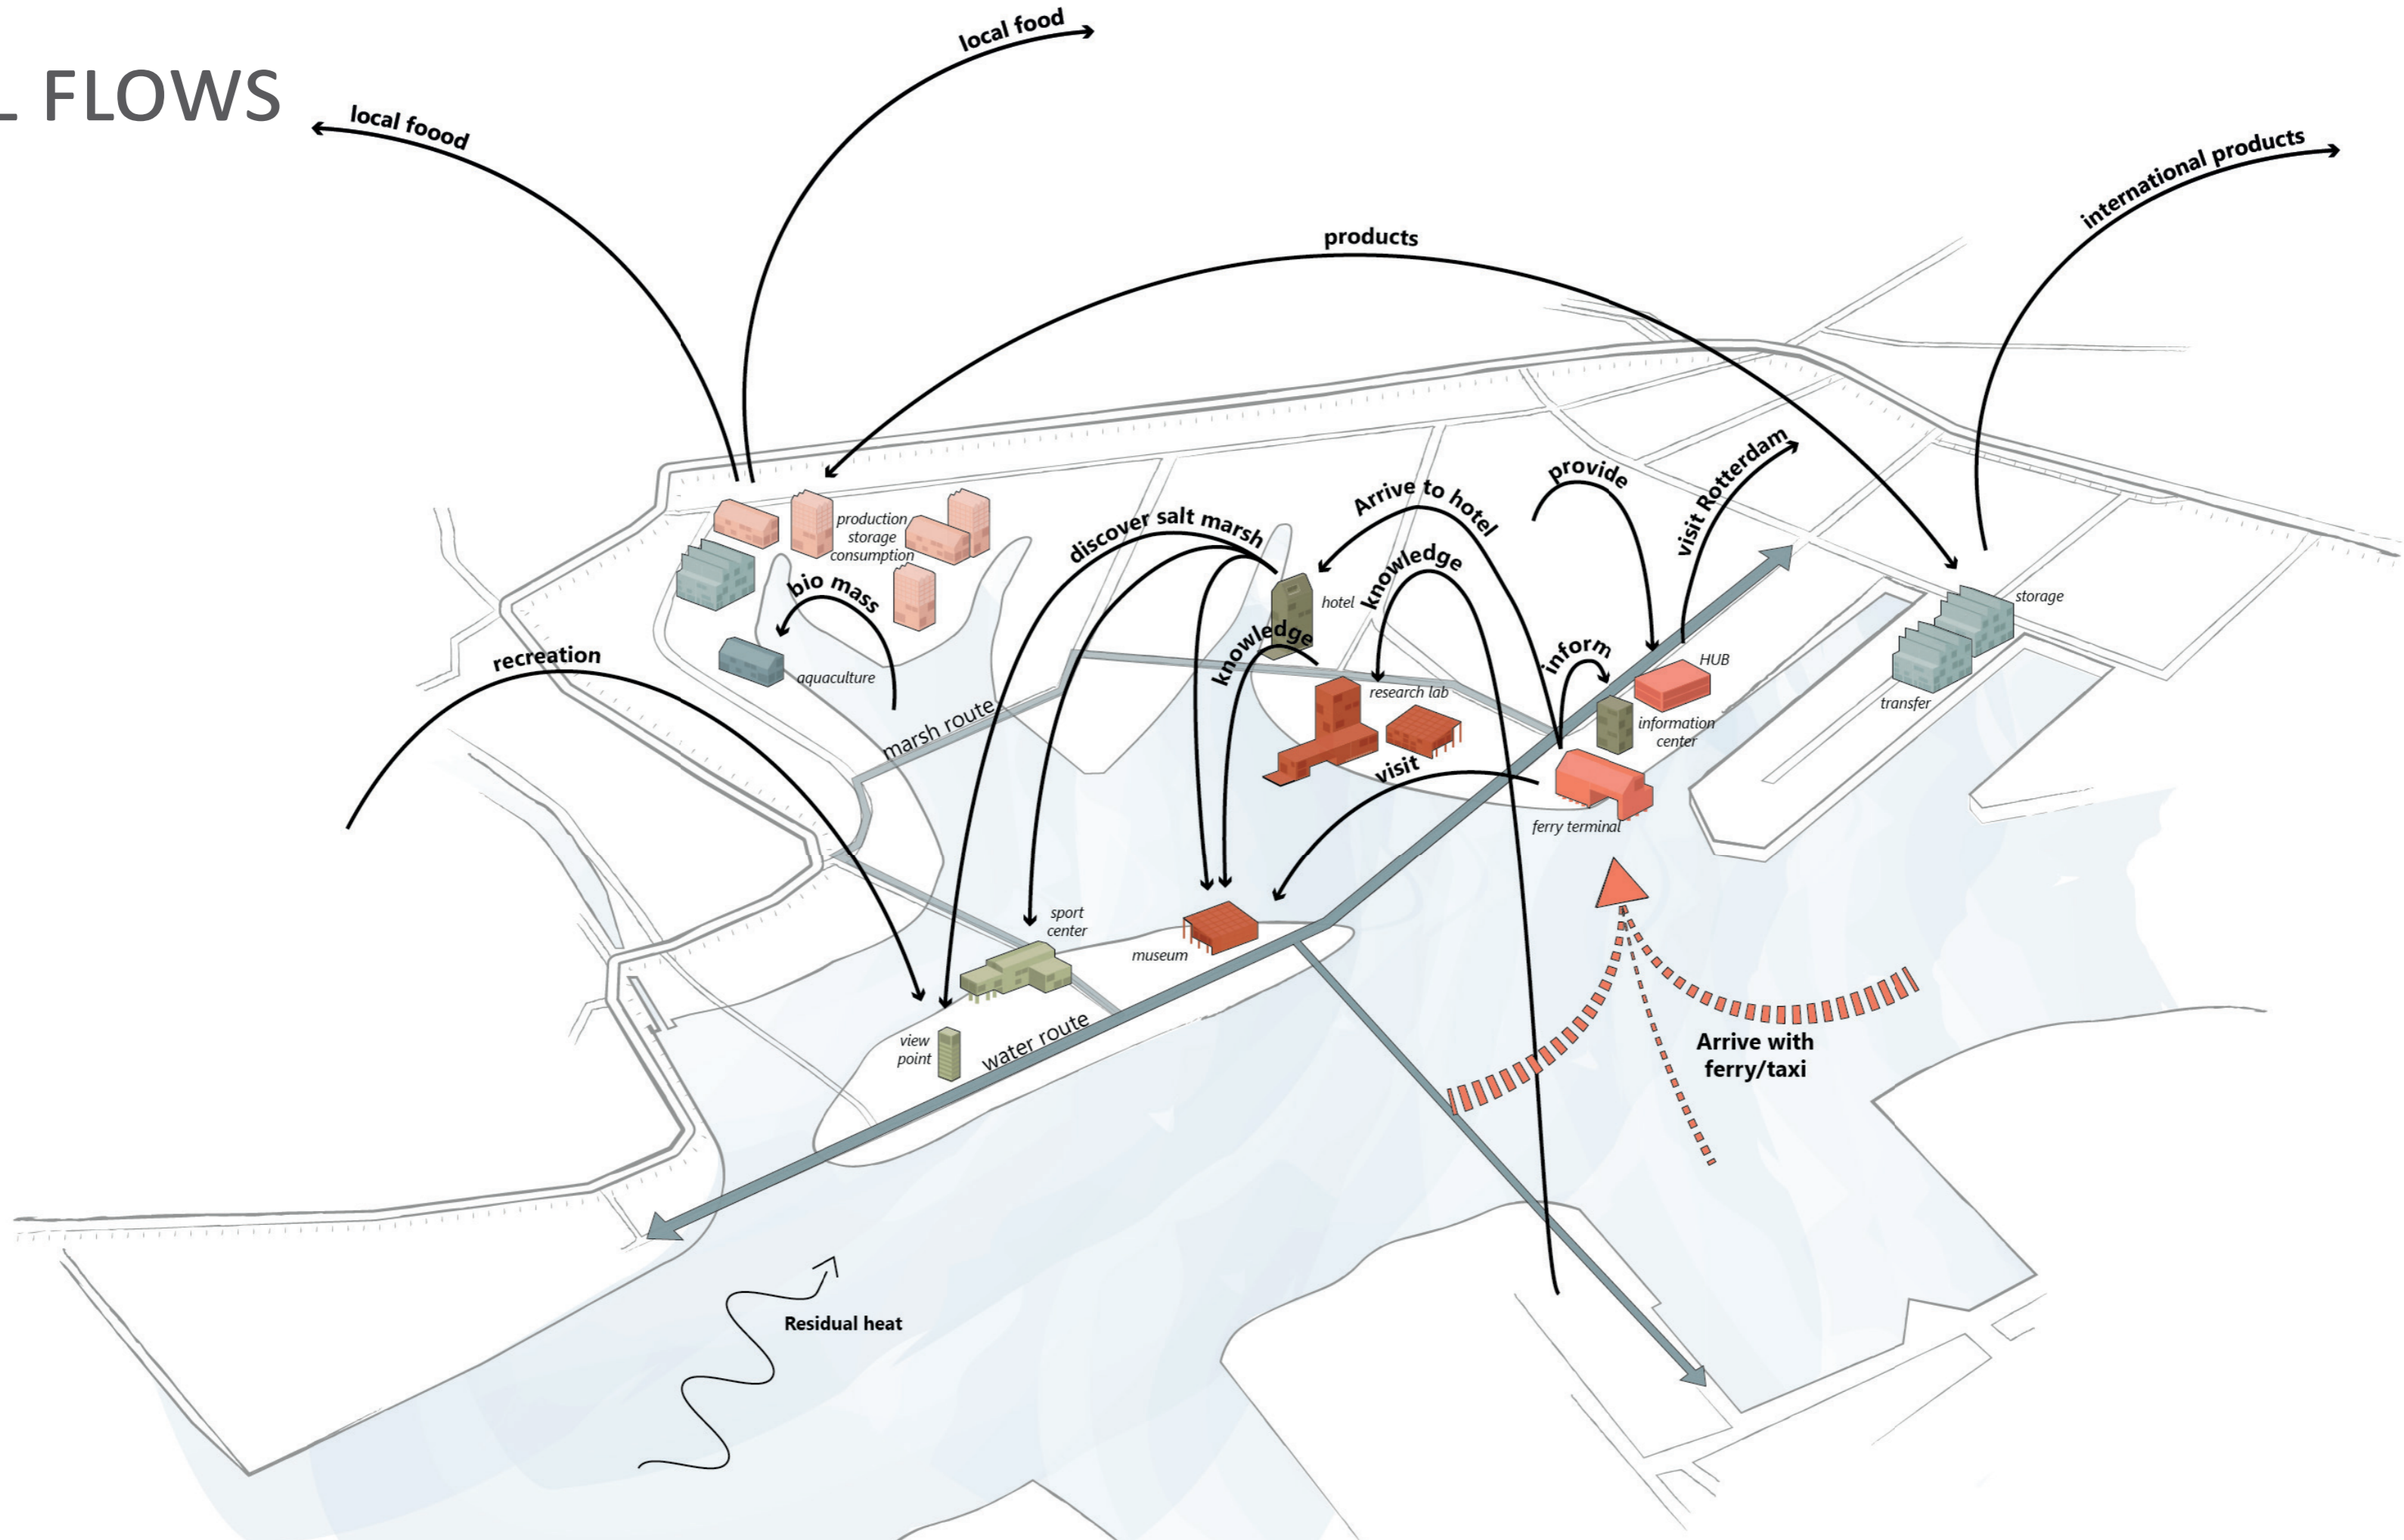 L FLOWS
local food
local foood
international products
products
provide
visit Rotterdam
Arrive to hotel
discover salt marsh
production
storage
consumption
knowledge
bio mass
hotel
storage
knowledge
inform
recreation
HUB
aquaculture
research lab
transfer
marsh route
information
center
visit
ferry terminal
sport
center
museum
view
point
water route
Arrive with
ferry/taxi
Residual heat